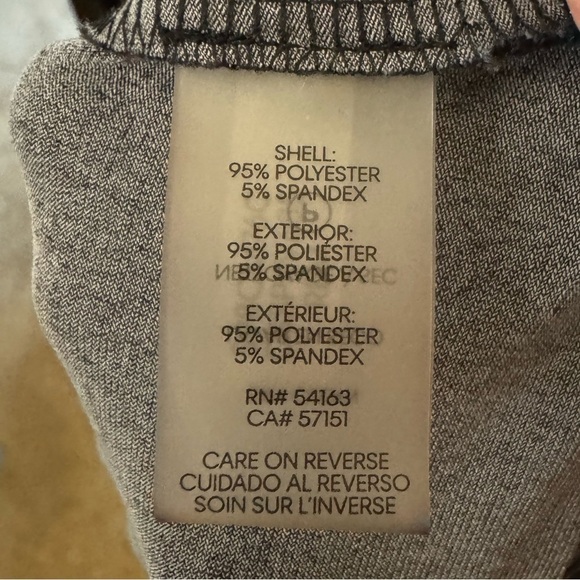 SHELL:
95% POLYESTER
5% SPANDEX
EXTERIOR:
95% POLIÉSTER
5% SPANDEX
EXTÉRIEUR:
95% POLYESTER
5% SPANDEX
RN# 54163
CA# 57151
CARE ON REVERSE
CUIDADO AL REVERSO
SOIN SUR L'INVERSE